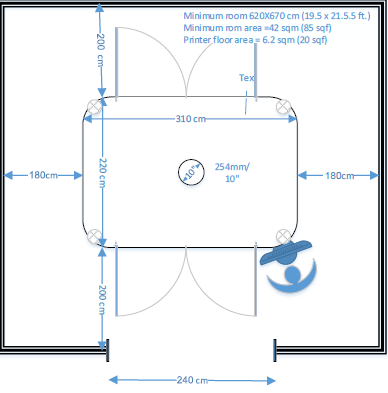 Minimum room 620X670 cm (19.5 x 21.5.5 ft.)
Minimum rom area =42 sqm (85 sqf)
Printer floor area = 6.2 sqm (20 sqf)
200 cm
Tex
310 cm
180cm
220 cm
10"
254mm/
10"
180cm
200 cm
240 cm